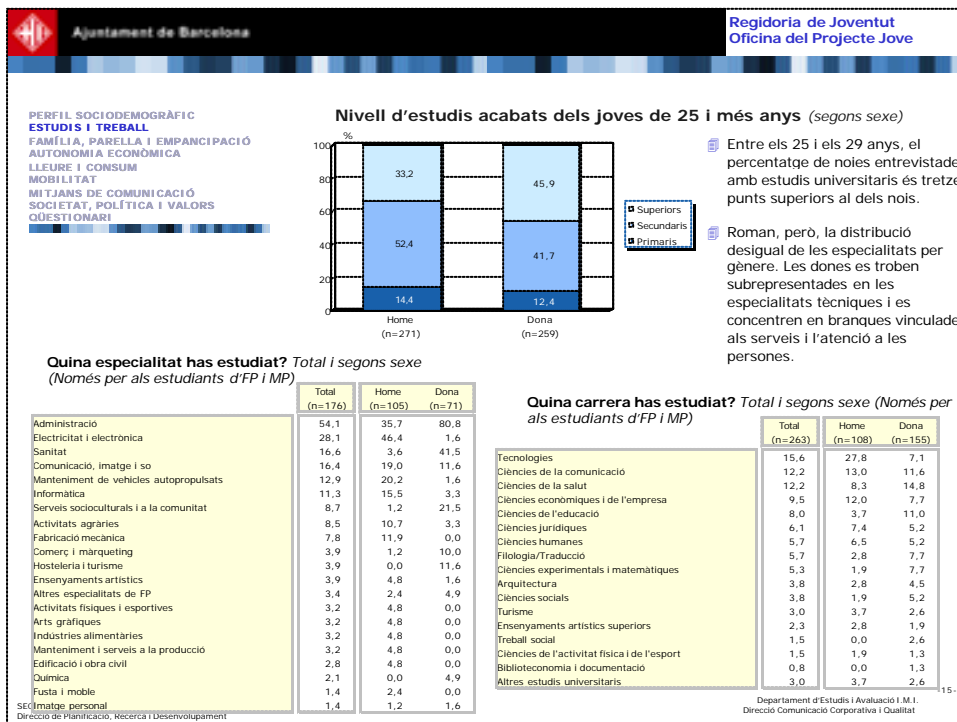 Ajuntament de Barcelona
Regidoria de Joventut
Oficina del Projecte Jove
PERFIL SOCIODEMOGRÀFIC
ESTUDIS I TREBALL
FAMÍLIA, PARELLA I EMPANCIPACIÓ
AUTONOMIA ECONÒMICA
LLEURE I CONSUM
MOBILITAT
MITJANS DE COMUNICACIÓ
SOCIETAT, POLÍTICA I VALORS
QÜESTIONARI
Nivell d'estudis acabats dels joves de 25 i més anys (segons sexe)
%
100
80
60
40
20
0
33,2
52,4
14,4
45,9
41,7
12,4
Home
(n=271)
Dona
(n=259)
Superiors
Secundaris
Primaris
Entre els 25 i els 29 anys, el
percentatge de noies entrevistade
amb estudis universitaris és tretze
punts superiors al dels nois.
Roman, però, la distribució
desigual de les especialitats per
gènere. Les dones es troben
subrepresentades en les
especialitats tècniques i es
concentren en branques vinculade
als serveis i l'atenció a les
persones.
Quina especialitat has estudiat? Total i segons sexe
(Només per als estudiants d'FP i MP)
Total Home Dona
(n=176) (n=105) (n=71)
Administració 54,1 35,7 80,8
Electricitat i electrònica 28,1 46,4 1,6
Sanitat 16,6 3,6 41,5
Comunicació, imatge i so 16,4 19,0 11,6
Manteniment de vehicles autopropulsats 12,9 20,2 1,6
Informàtica 11,3 15,5 3,3
Serveis socioculturals i a la comunitat 8,7 1,2 21,5
Activitats agràries 8,5 10,7 3,3
Fabricació mecànica 7,8 11,9 0,0
Comerç i màrqueting 3,9 1,2 10,0
Hosteleria i turisme 3,9 0,0 11,6
Ensenyaments artístics 3,9 4,8 1,6
Altres especialitats de FP 3,4 2,4 4,9
Activitats físiques i esportives 3,2 4,8 0,0
Arts gràfiques 3,2 4,8 0,0
Indústries alimentàries 3,2 4,8 0,0
Manteniment i serveis a la producció 3,2 4,8 0,0
Edificació i obra civil 2,8 4,8 0,0
Química 2,1 0,0 4,9
Fusta i moble 1,4 2,4 0,0
Imatge personal 1,4 1,2 1,6
Quina carrera has estudiat? Total i segons sexe (Només per
als estudiants d'FP i MP)
Total Home Dona
(n=263) (n=108) (n=155)
Tecnologies 15,6 27,8 7,1
Ciències de la comunicació 12,2 13,0 11,6
Ciències de la salut 12,2 8,3 14,8
Ciències econòmiques i de l'empresa 9,5 12,0 7,7
Ciències de l'educació 8,0 3,7 11,0
Ciències jurídiques 6,1 7,4 5,2
Ciències humanes 5,7 6,5 5,2
Filologia/Traducció 5,7 2,8 7,7
Ciències experimentals i matemàtiques 5,3 1,9 7,7
Arquitectura 3,8 2,8 4,5
Ciències socials 3,8 1,9 5,2
Turisme 3,0 3,7 2,6
Ensenyaments artístics superiors 2,3 2,8 1,9
Treball social 1,5 0,0 2,6
Ciències de l'activitat física i de l'esport 1,5 1,9 1,3
Biblioteconomia i documentació 0,8 0,0 1,3
Altres estudis universitaris 3,0 3,7 2,6
Direcció de Planificació, Recerca i Desenvolupament
Departament d'Estudis i Avaluació I.M.I.
Direcció Comunicació Corporativa i Qualitat
15-